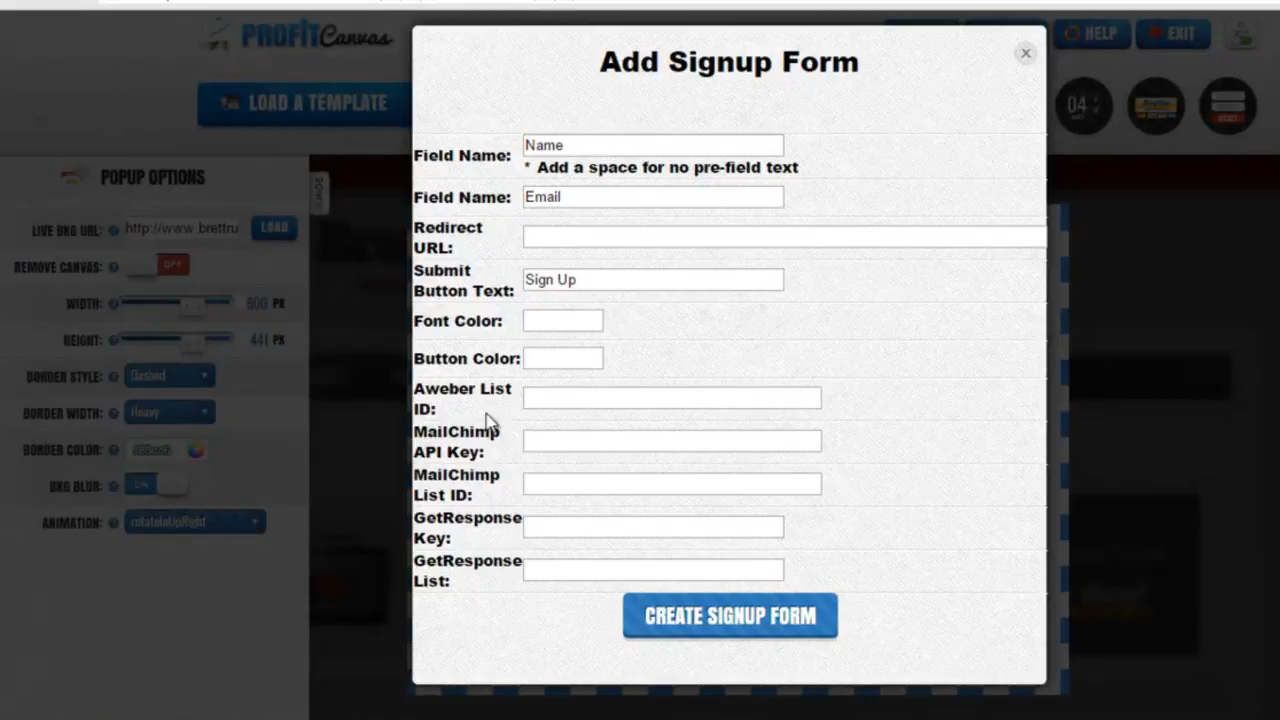 PROFIT Canvas
HELP
EXIT
LOAD A TEMPLATE
04
Add Signup Form
×
Field Name: Name
* Add a space for no pre-field text
Field Name: Email
Redirect
URL:
Submit
Button Text: Sign Up
Font Color:
Button Color:
Aweber List
ID:
MailChimp
API Key:
MailChimp
List ID:
GetResponse
Key:
GetResponse
List:
CREATE SIGNUP FORM
POPUP OPTIONS
LIVE BKG URL: http://www.brettru LOAD
REMOVE CANVAS: OFF
WIDTH: 600 PX
HEIGHT: 441 PX
BORDER STYLE: Dashed
BORDER WIDTH: Heavy
BORDER COLOR:
BKG BLUR: ON
ANIMATION: rotateInUpRight